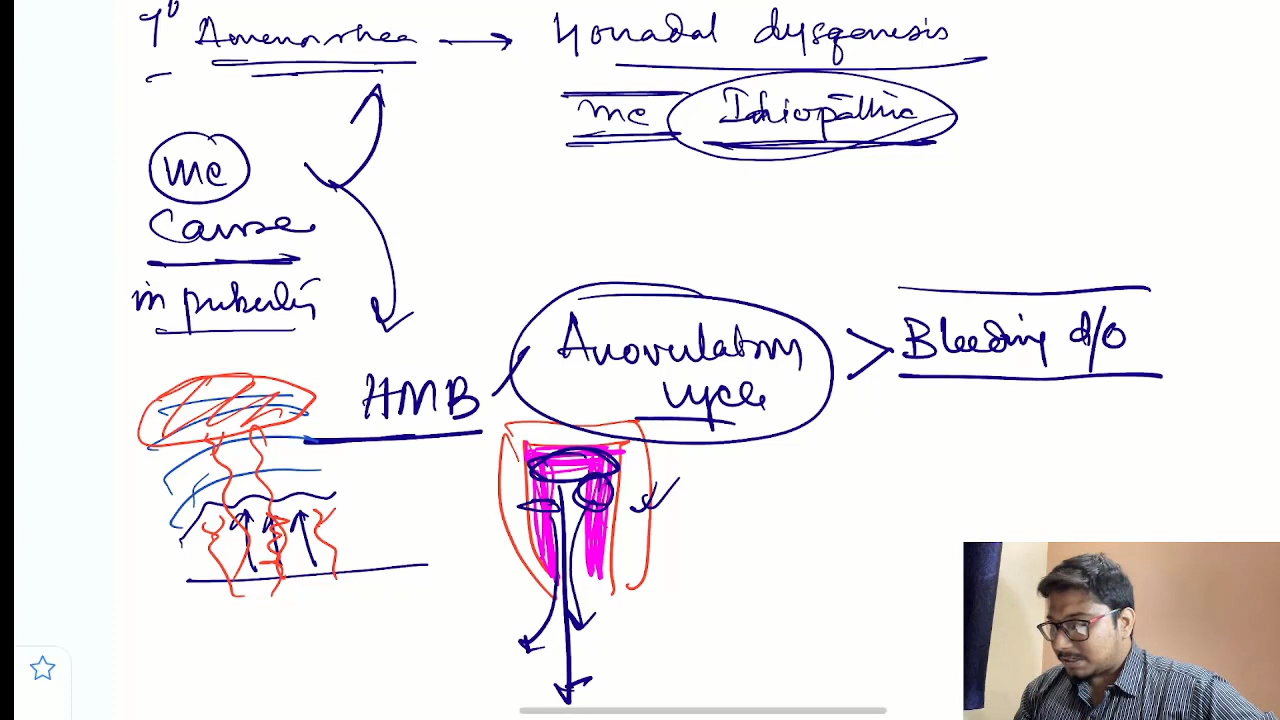 1° Amenorrhea → Gonadal dysgenesis
mc Idiopathic
mc
Cause
in puberty
HMB
Anovulatory
cycle
> Bleeding d/O